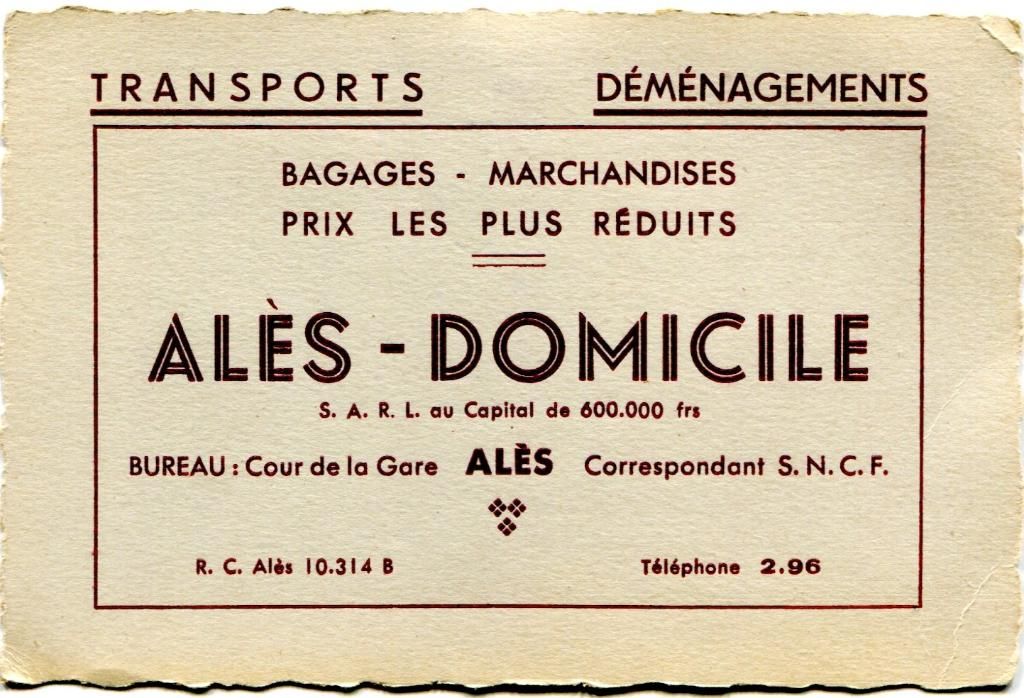 TRANSPORTS DÉMÉNAGEMENTS
BAGAGES - MARCHANDISES
PRIX LES PLUS RÉDUITS
ALÈS - DOMICILE
S. A. R. L. au Capital de 600.000 frs
BUREAU : Cour de la Gare ALÈS Correspondant S. N. C. F.
R. C. Alès 10.314 B Téléphone 2.96